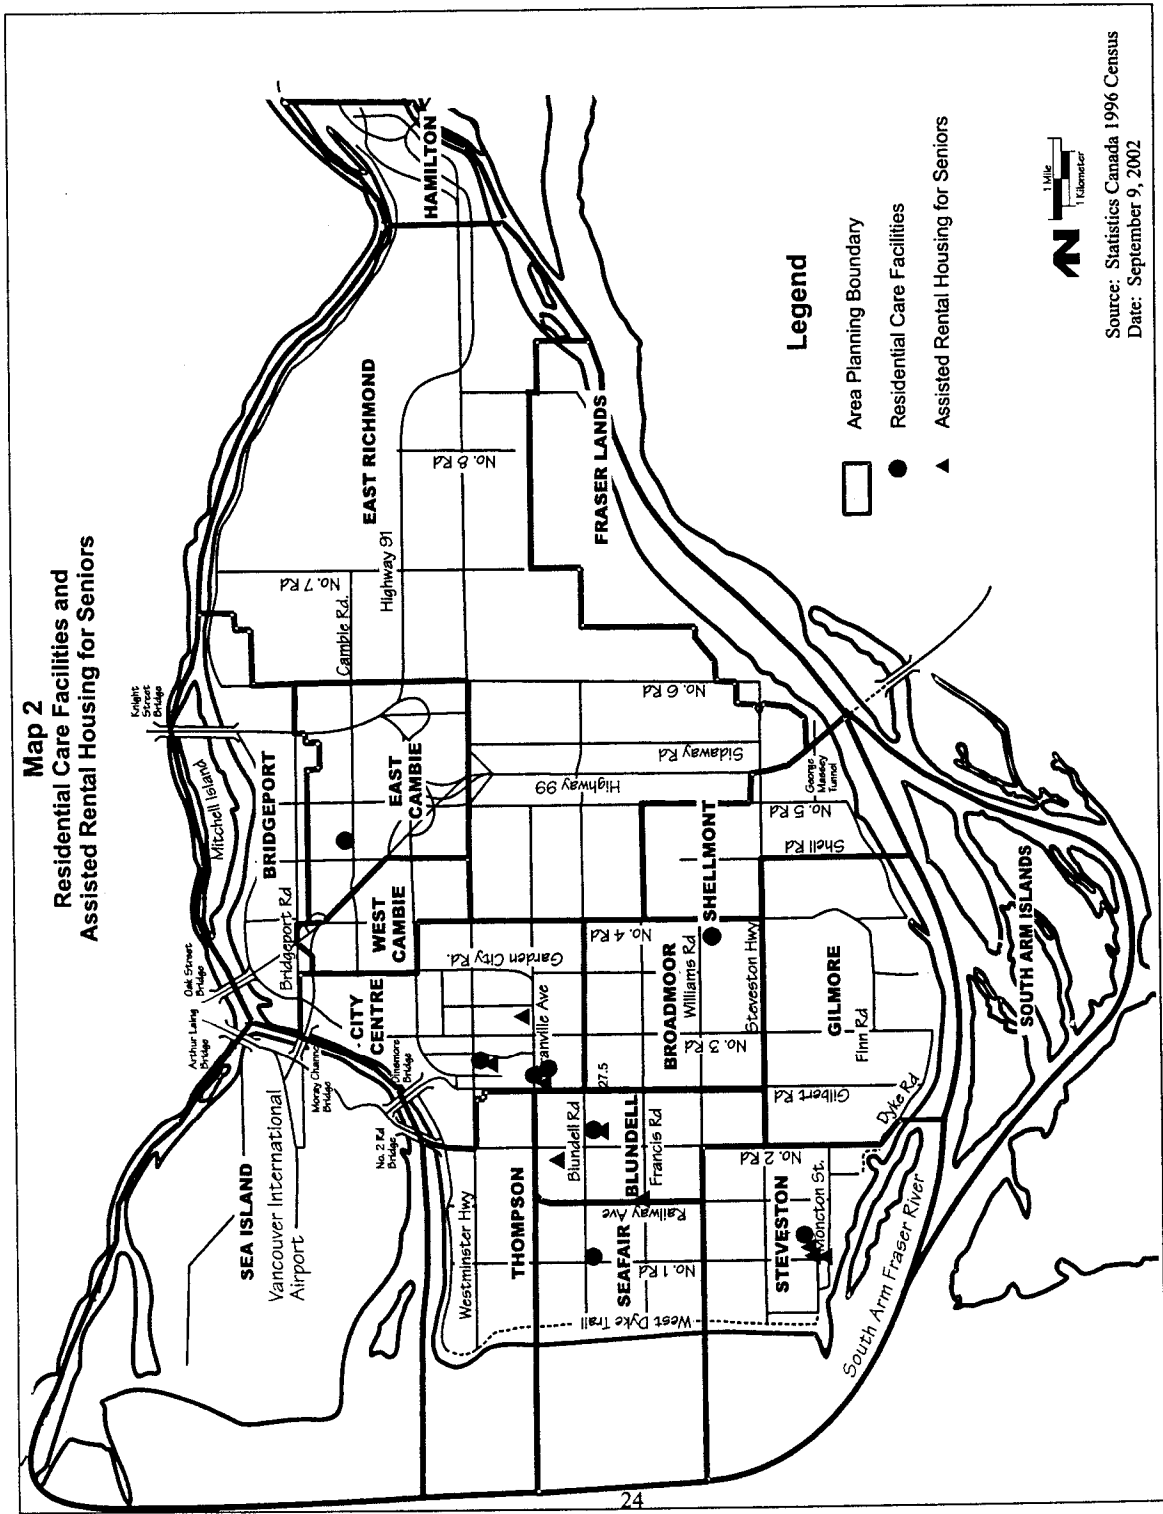 Map 2
Residential Care Facilities and
Assisted Rental Housing for Seniors
Knight
Street
Bridge
Mitchell Island
BRIDGEPORT
Oak Street
Bridge
Arthur Laing
Bridge
Bridgeport Rd
Moray Channel
Bridge
Dinsmore
Bridge
No. 2 Rd
Bridge
SEA ISLAND
Vancouver International
Airport
CITY
CENTRE
WEST
CAMBIE
EAST
CAMBIE
No. 7 Rd
Cambie Rd.
Highway 91
EAST RICHMOND
No. 8 Rd
HAMILTON
FRASER LANDS
No. 6 Rd
Sidaway Rd
Highway 99
George
Massey
Tunnel
No. 5 Rd
Shell Rd
SHELLMONT
No. 4 Rd
Garden City Rd.
Granville Ave
No. 3 Rd
27.5
BROADMOOR
Williams Rd
Steveston Hwy
GILMORE
Finn Rd
Gilbert Rd
Dyke Rd
Westminster Hwy
THOMPSON
Blundell Rd
BLUNDELL
Francis Rd
No. 2 Rd
Railway Ave
SEAFAIR
No. 1 Rd
STEVESTON
Moncton St.
West Dyke Trail
South Arm Fraser River
SOUTH ARM ISLANDS
Legend
Area Planning Boundary
Residential Care Facilities
Assisted Rental Housing for Seniors
N
1 Mile
1 Kilometer
Source: Statistics Canada 1996 Census
Date: September 9, 2002
24